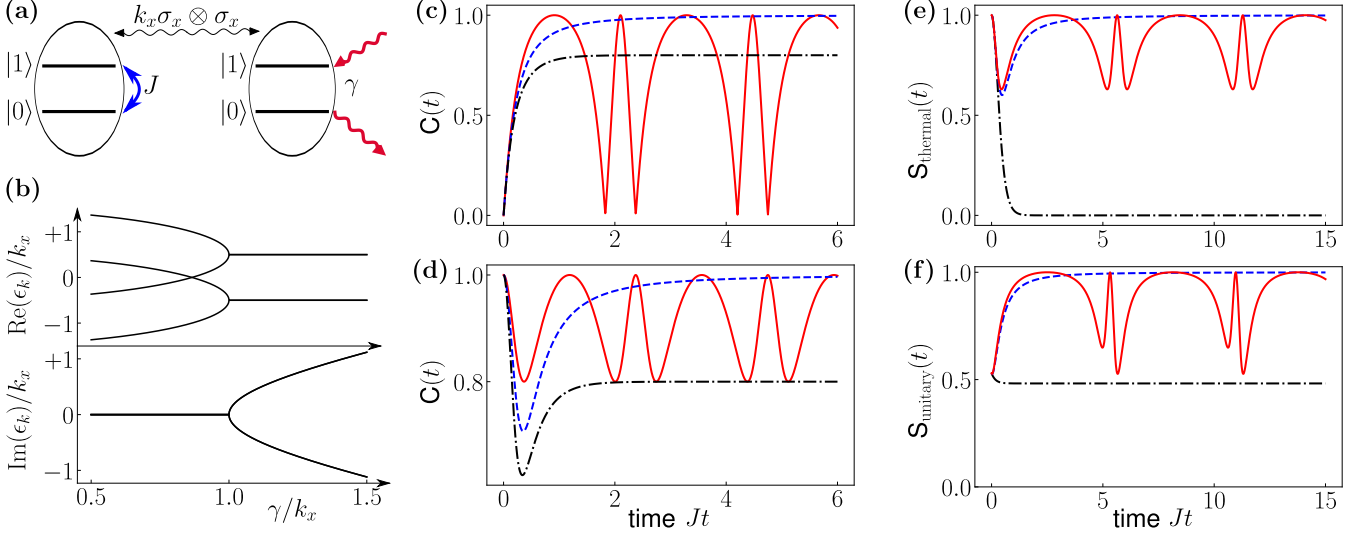 (a)
k_x σ_x ⊗ σ_x
|1⟩
|0⟩
J
|1⟩
|0⟩
γ
(b)
Re(ϵ_k)/k_x
+1
0
−1
Im(ϵ_k)/k_x
+1
0
−1
0.5
1.0
1.5
γ/k_x
(c)
C(t)
1.0
0.5
0.0
0
2
4
6
(d)
C(t)
1.0
0.8
0
2
4
6
time Jt
(e)
S_thermal(t)
1.0
0.5
0.0
0
5
10
15
(f)
S_unitary(t)
1.0
0.5
0.0
0
5
10
15
time Jt